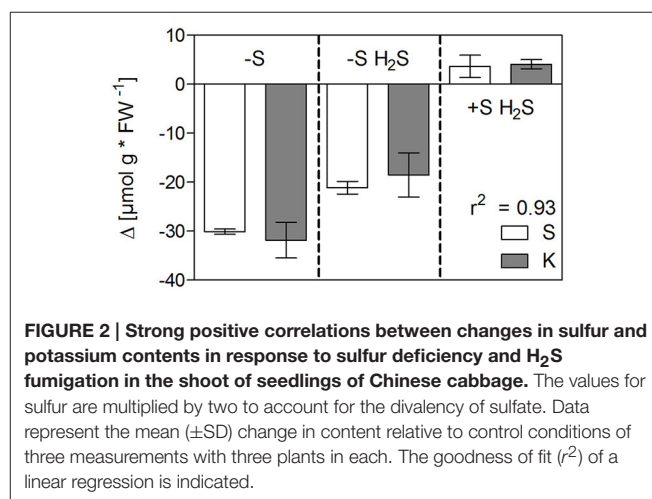 10
0
-10
-20
-30
-40
Δ [µmol g * FW⁻¹]
-S
-S H₂S
+S H₂S
r² = 0.93
S
K
FIGURE 2 | Strong positive correlations between changes in sulfur and
potassium contents in response to sulfur deficiency and H₂S
fumigation in the shoot of seedlings of Chinese cabbage. The values for
sulfur are multiplied by two to account for the divalency of sulfate. Data
represent the mean (±SD) change in content relative to control conditions of
three measurements with three plants in each. The goodness of fit (r²) of a
linear regression is indicated.